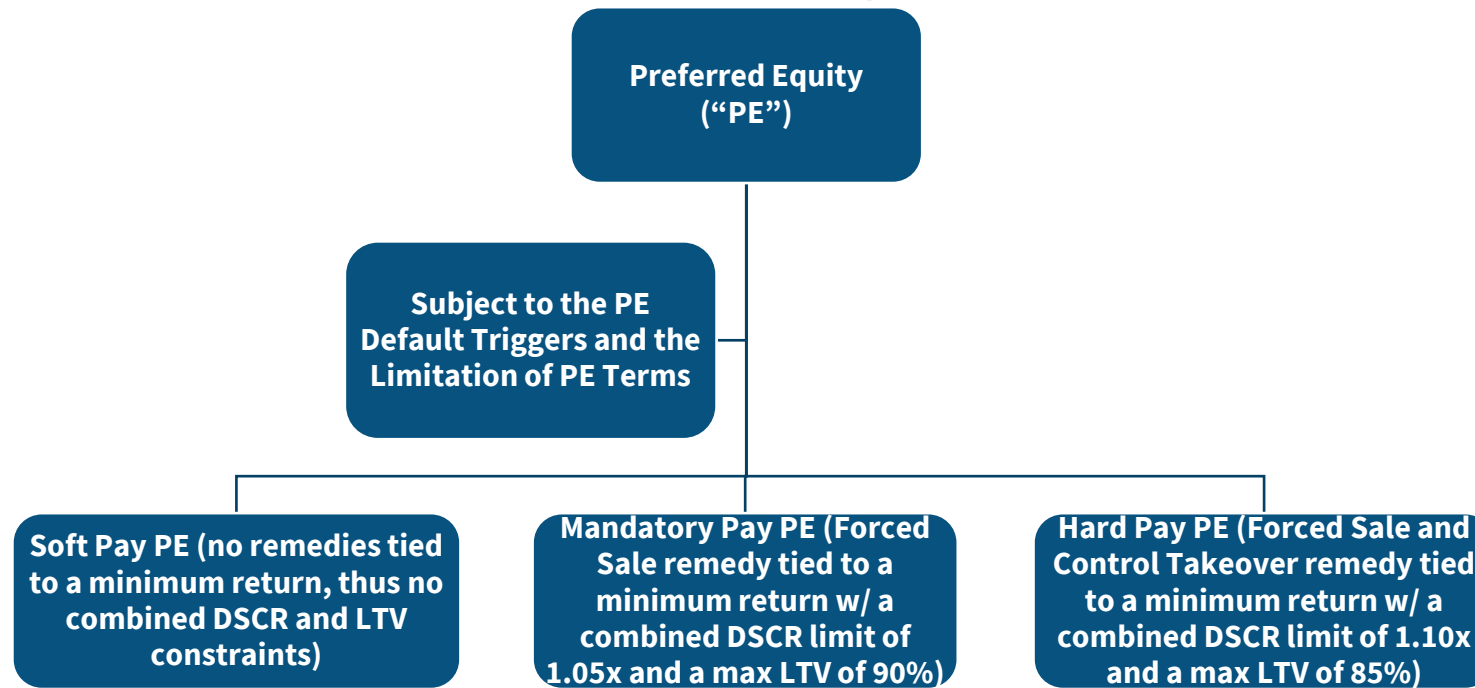 Preferred Equity
(“PE”)
Subject to the PE
Default Triggers and the
Limitation of PE Terms
Soft Pay PE (no remedies tied
to a minimum return, thus no
combined DSCR and LTV
constraints)
Mandatory Pay PE (Forced
Sale remedy tied to a
minimum return w/ a
combined DSCR limit of
1.05x and a max LTV of 90%)
Hard Pay PE (Forced Sale and
Control Takeover remedy tied
to a minimum return w/ a
combined DSCR limit of 1.10x
and a max LTV of 85%)